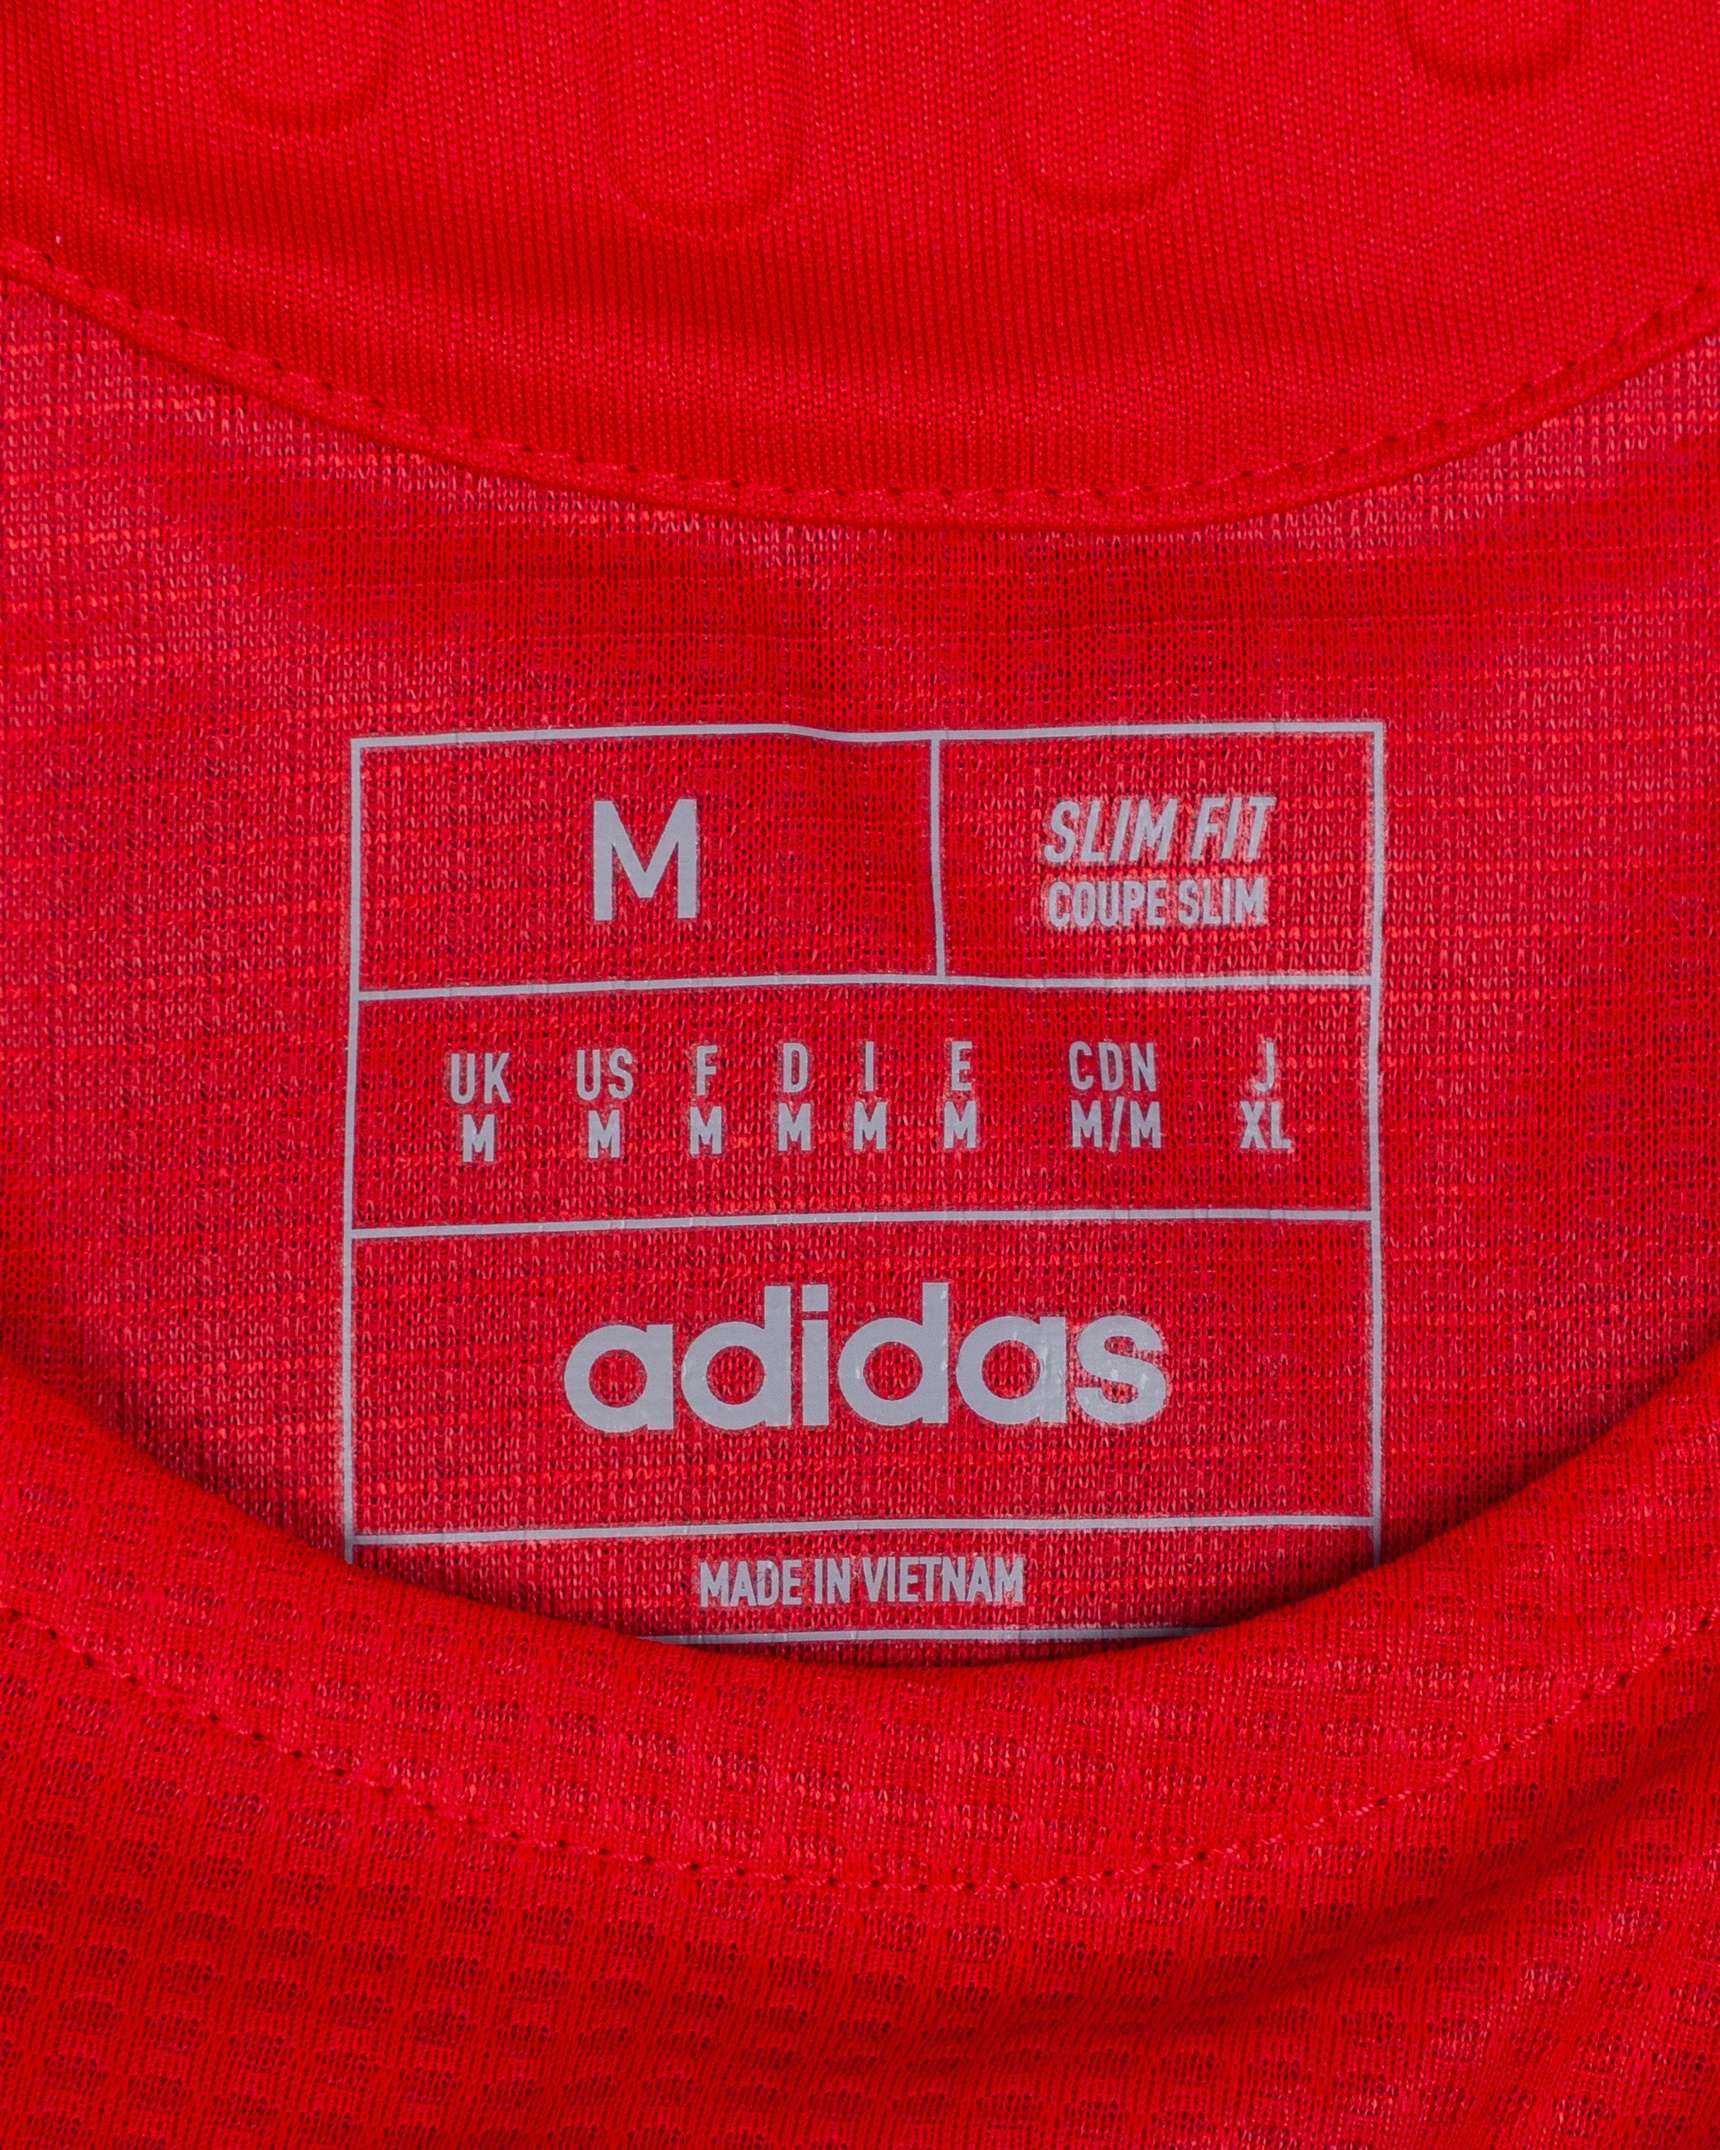 M
SLIM FIT
COUPE SLIM
UK US F D I E CDN J
M M M M M M M/M XL
adidas
MADE IN VIETNAM